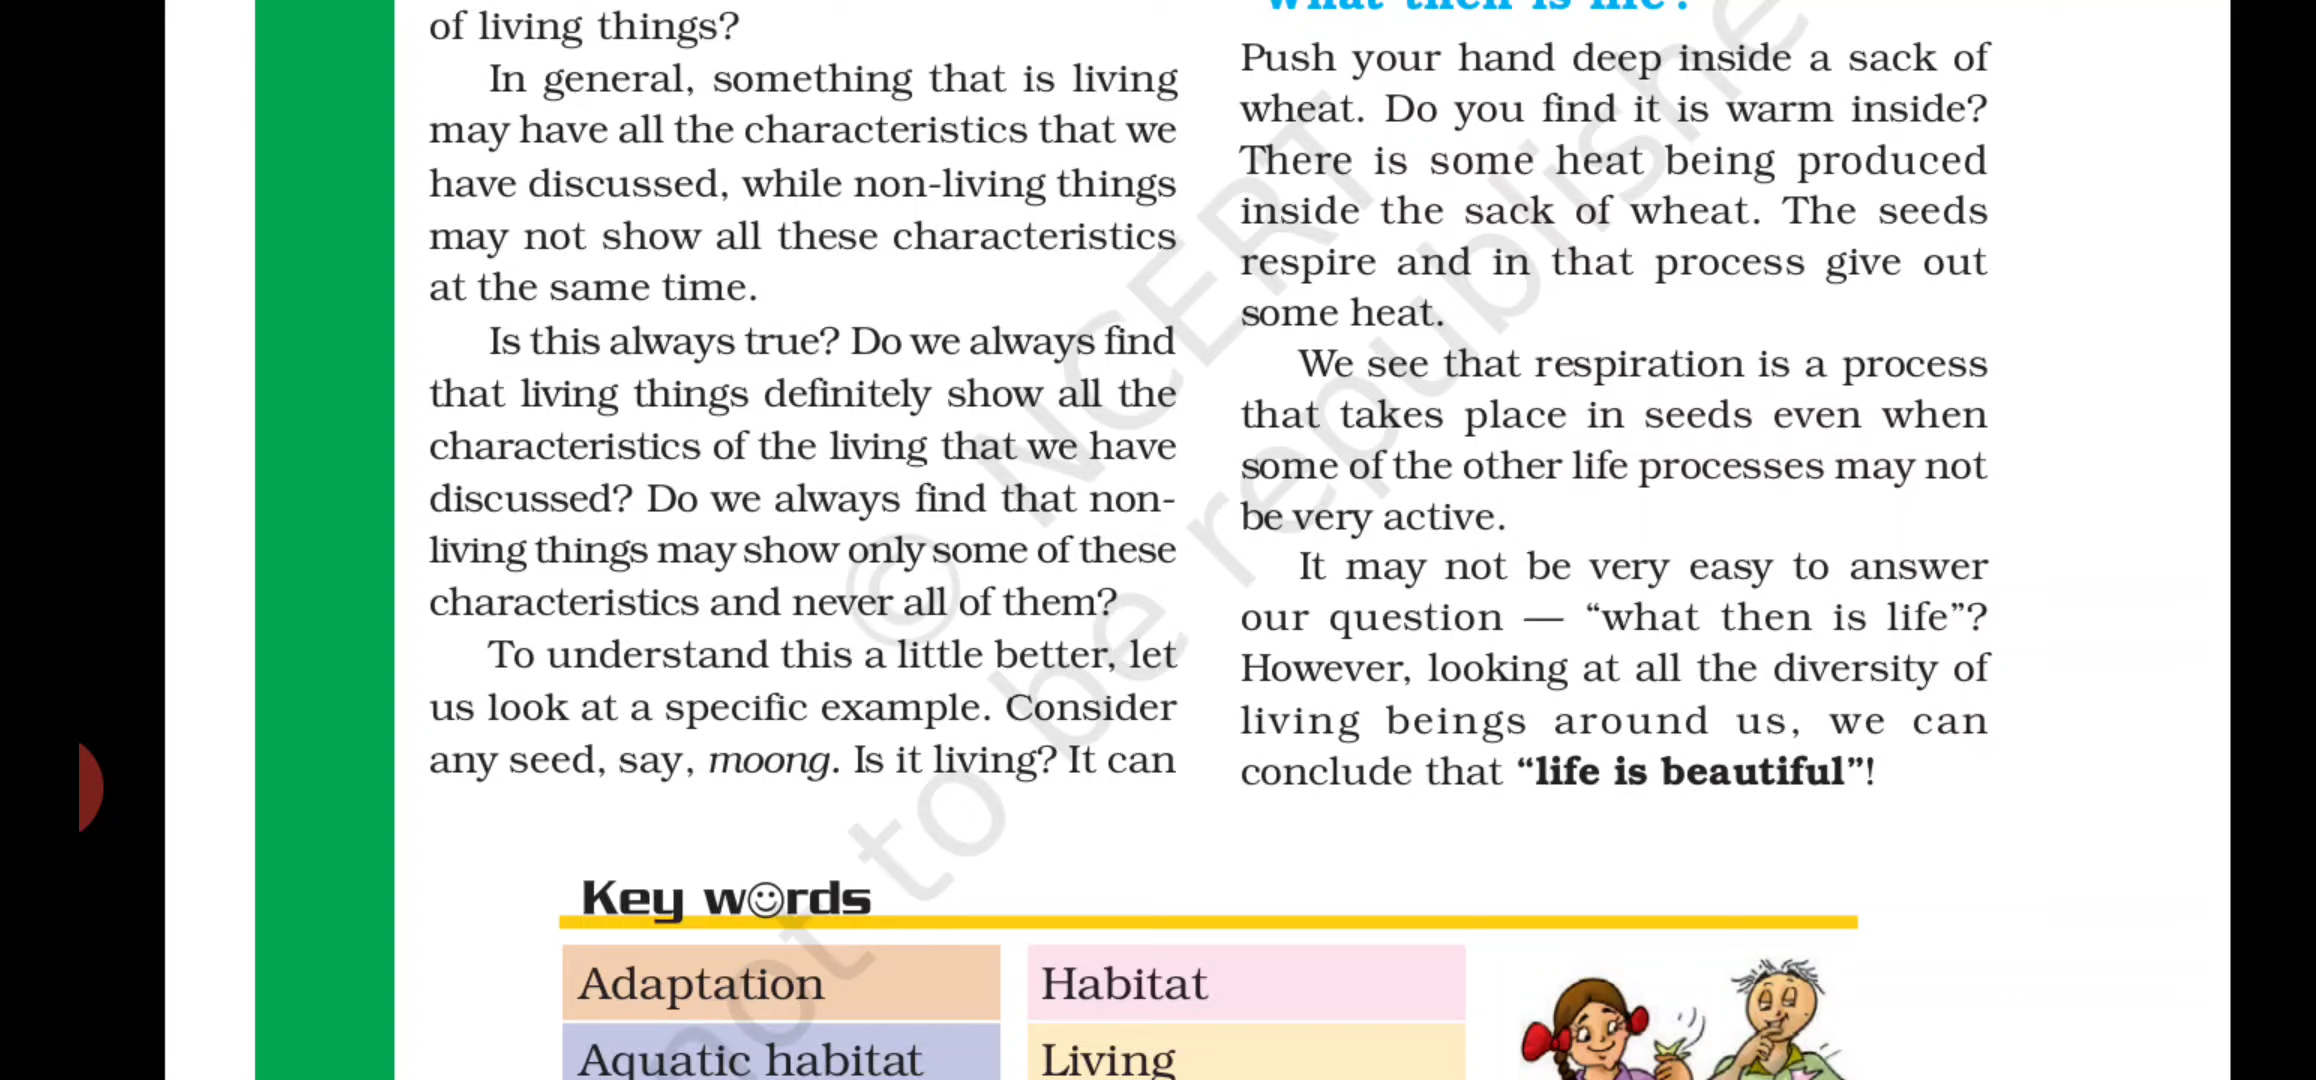 of living things?
In general, something that is living
may have all the characteristics that we
have discussed, while non-living things
may not show all these characteristics
at the same time.
Is this always true? Do we always find
that living things definitely show all the
characteristics of the living that we have
discussed? Do we always find that non-
living things may show only some of these
characteristics and never all of them?
To understand this a little better, let
us look at a specific example. Consider
any seed, say, moong. Is it living? It can
What then is life?
Push your hand deep inside a sack of
wheat. Do you find it is warm inside?
There is some heat being produced
inside the sack of wheat. The seeds
respire and in that process give out
some heat.
We see that respiration is a process
that takes place in seeds even when
some of the other life processes may not
be very active.
It may not be very easy to answer
our question — “what then is life”?
However, looking at all the diversity of
living beings around us, we can
conclude that “life is beautiful”!
Key words
Adaptation
Habitat
Aquatic habitat
Living
© NCERT
not to be republishe